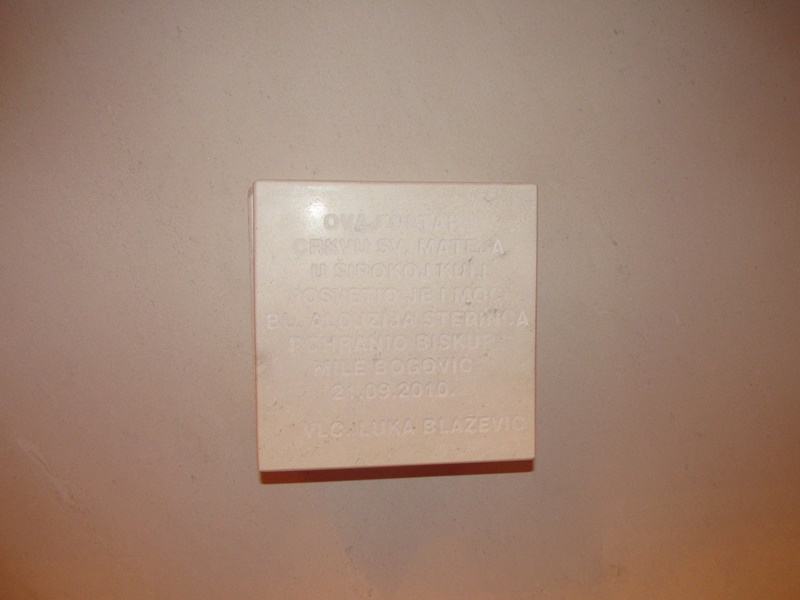 OVAJ OLTAR I
CRKVU SV. MATEJA
U ŠIROKOJ KULI
POSVETIO JE I MOĆI
BL. ALOJZIJA STEPINCA
POHRANIO BISKUP
MILE BOGOVIĆ
21.09.2010.
VLČ. LUKA BLAŽEVIĆ